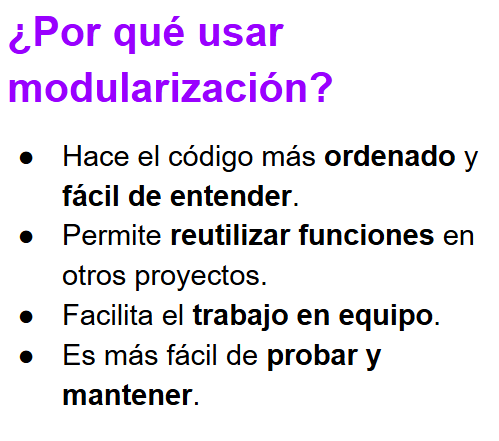 ¿Por qué usar
modularización?
● Hace el código más ordenado y
fácil de entender.
● Permite reutilizar funciones en
otros proyectos.
● Facilita el trabajo en equipo.
● Es más fácil de probar y
mantener.